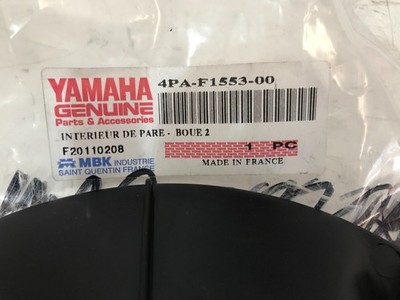 YAMAHA
GENUINE
Parts & Accessories
4PA-F1553-00
INTERIEUR DE PARE - BOUE 2
F20110208
1 PC
MBK INDUSTRIE
SAINT QUENTIN FRANCE
MADE IN FRANCE